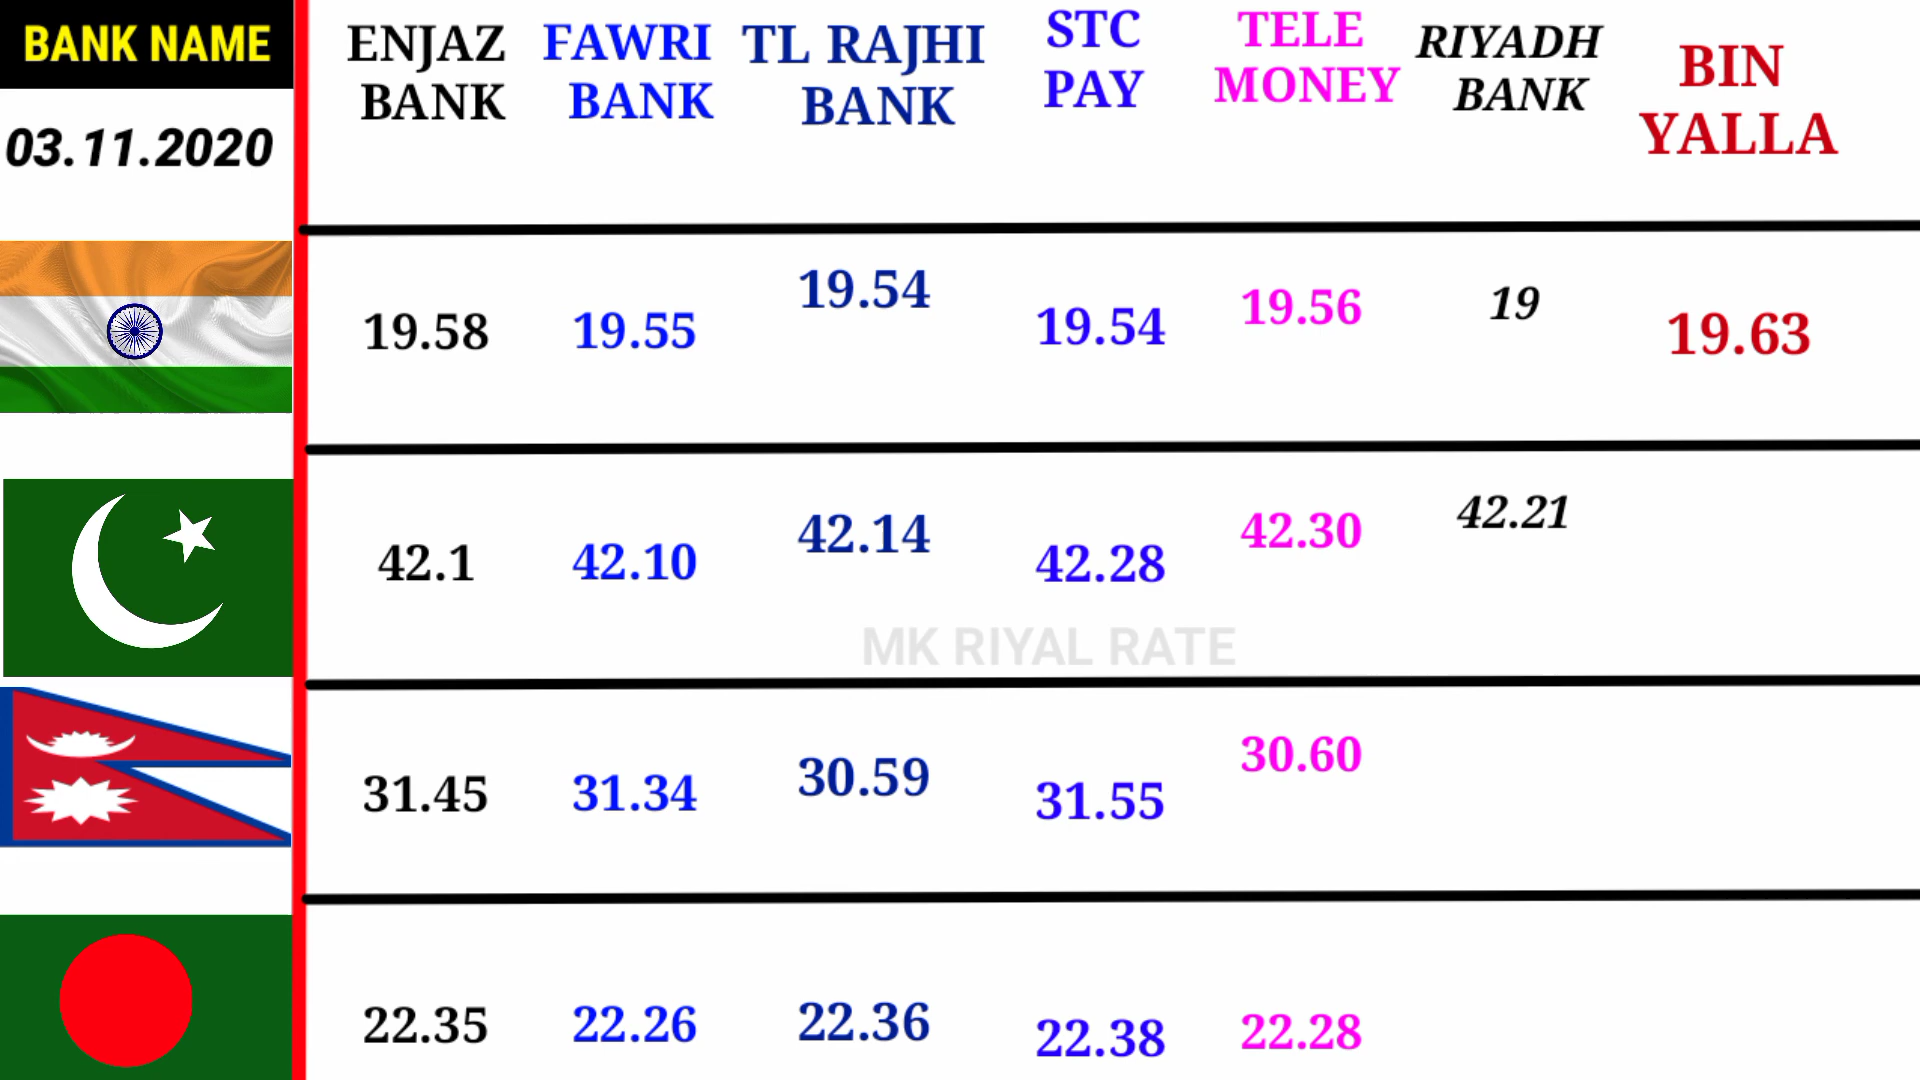 BANK NAME
03.11.2020
ENJAZ
BANK
FAWRI
BANK
TL RAJHI
BANK
STC
PAY
TELE
MONEY
RIYADH
BANK
BIN
YALLA
19.58 19.55 19.54 19.54 19.56 19 19.63
42.1 42.10 42.14 42.28 42.30 42.21
MK RIYAL RATE
31.45 31.34 30.59 31.55 30.60
22.35 22.26 22.36 22.38 22.28